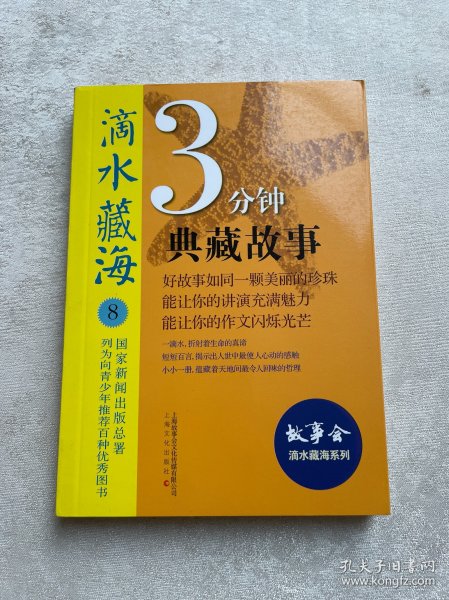 滴水藏海
8
国家新闻出版总署
列为向青少年推荐百种优秀图书
3
分钟
典藏故事
好故事如同一颗美丽的珍珠
能让你的讲演充满魅力
能让你的作文闪烁光芒
一滴水,折射着生命的真谛
短短百言,揭示出人世中最使人心动的感触
小小一册,蕴藏着天地间最令人回味的哲理
上海故事会文化传媒有限公司
上海文化出版社
故事会
滴水藏海系列
孔夫子旧书网
www.kongfz.com